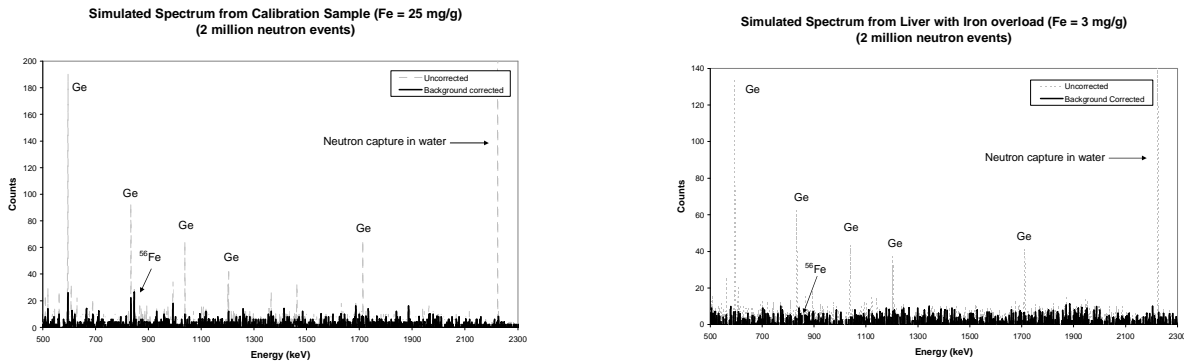 Simulated Spectrum from Calibration Sample (Fe = 25 mg/g)
(2 million neutron events)
200
180
160
140
120
100
80
60
40
20
0
Counts
500
700
900
1100
1300
1500
1700
1900
2100
2300
Energy (keV)
Uncorrected
Background corrected
Ge
Neutron capture in water
Ge
Ge
Ge
Ge
56Fe
Simulated Spectrum from Liver with Iron overload (Fe = 3 mg/g)
(2 million neutron events)
140
120
100
80
60
40
20
0
Counts
500
700
900
1100
1300
1500
1700
1900
2100
2300
Energy (keV)
Uncorrected
Background Corrected
Ge
Neutron capture in water
Ge
Ge
Ge
Ge
56Fe